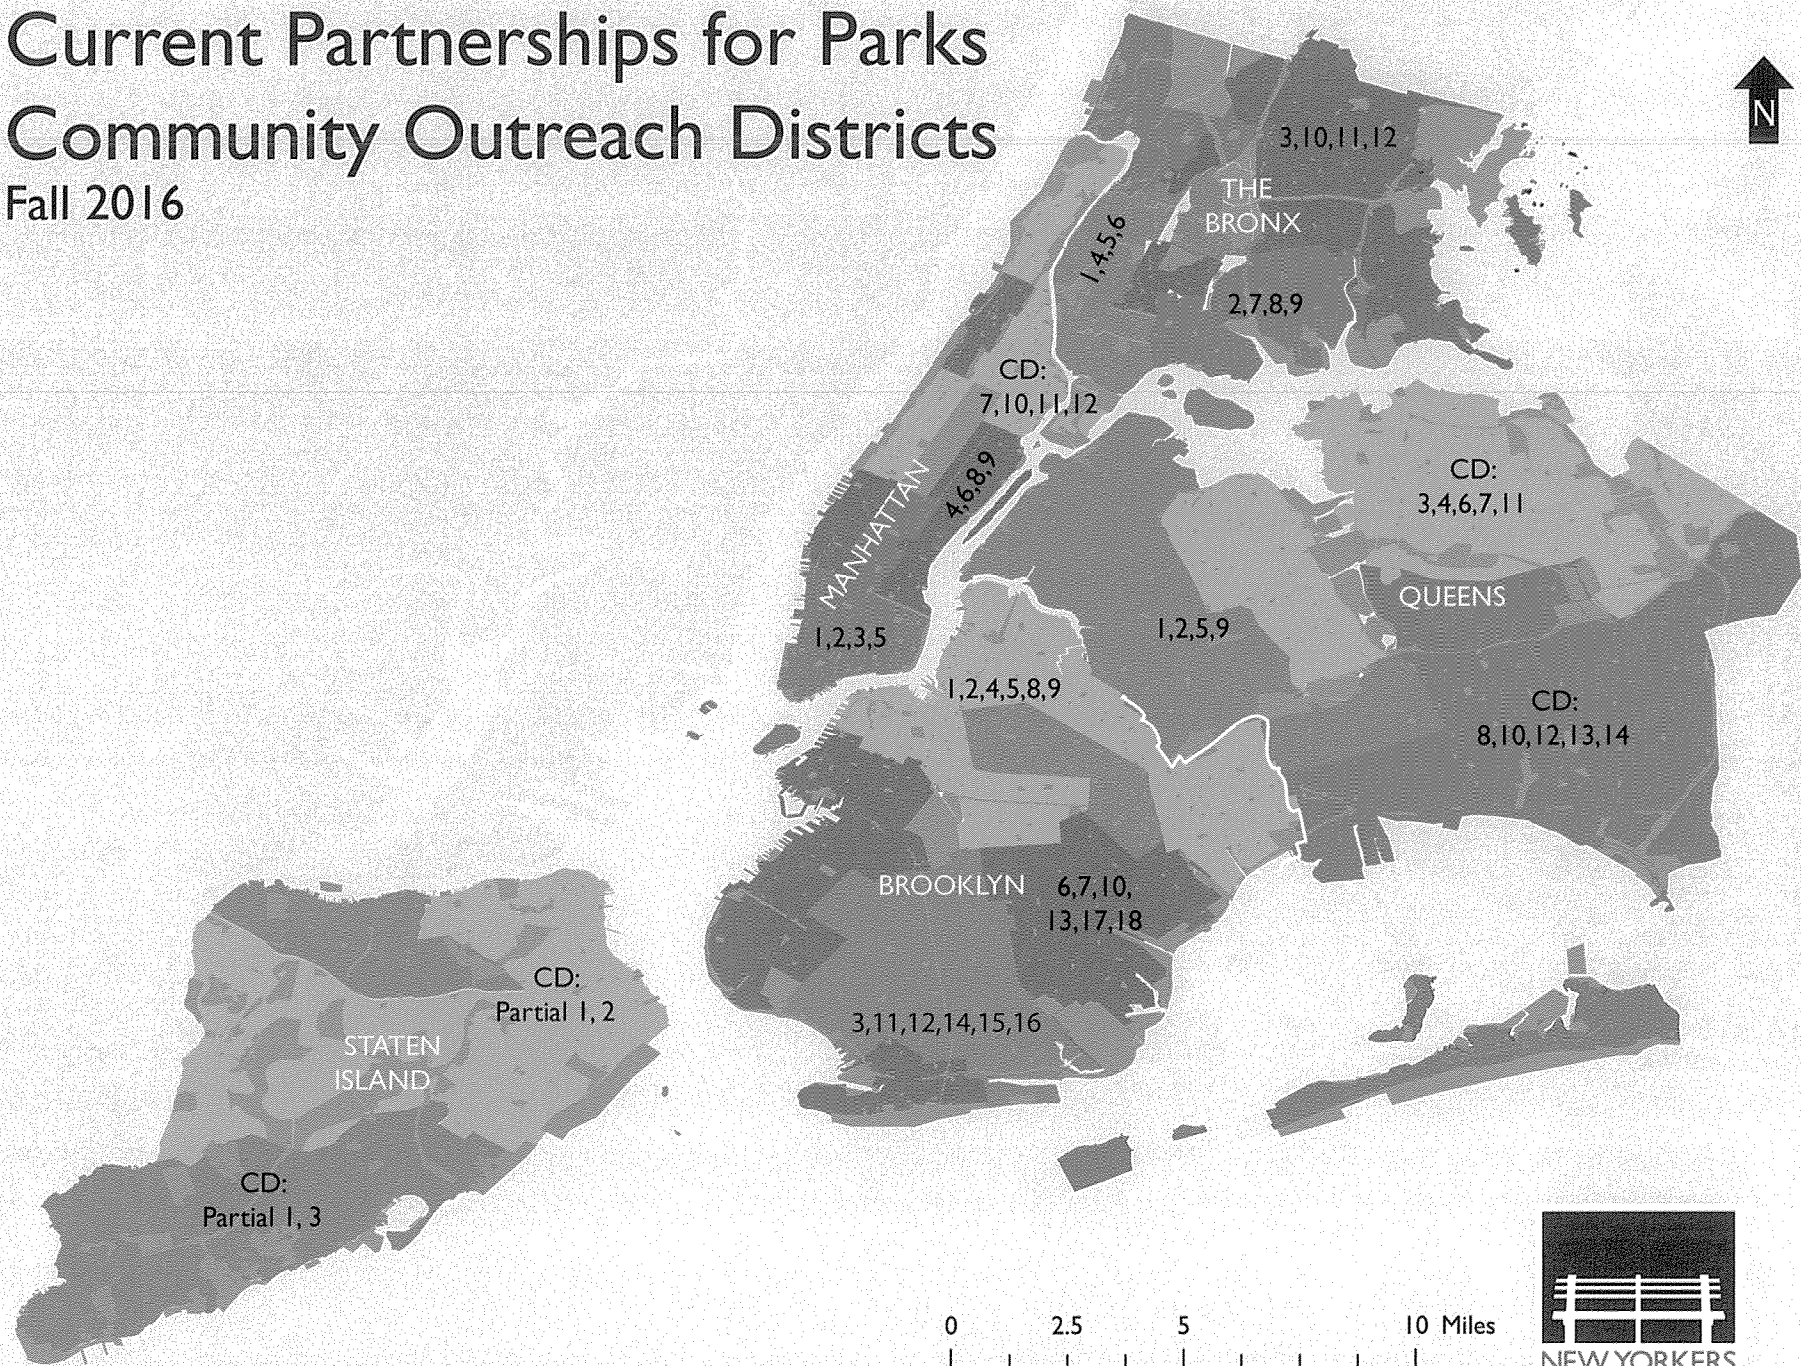 Current Partnerships for Parks
Community Outreach Districts
Fall 2016
N
3,10,11,12
THE
BRONX
1,4,5,6
2,7,8,9
CD:
7,10,11,12
4,6,8,9
MANHATTAN
CD:
3,4,6,7,11
QUEENS
1,2,5,9
1,2,3,5
1,2,4,5,8,9
CD:
8,10,12,13,14
BROOKLYN
6,7,10,
13,17,18
CD:
Partial 1, 2
3,11,12,14,15,16
STATEN
ISLAND
CD:
Partial 1, 3
0 2.5 5 10 Miles
NEW YORKERS